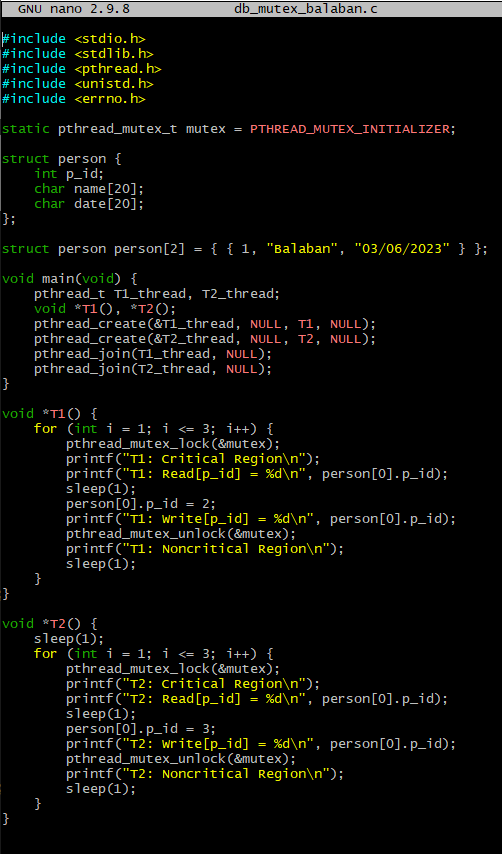 GNU nano 2.9.8 db_mutex_balaban.c
#include <stdio.h>
#include <stdlib.h>
#include <pthread.h>
#include <unistd.h>
#include <errno.h>
static pthread_mutex_t mutex = PTHREAD_MUTEX_INITIALIZER;
struct person {
    int p_id;
    char name[20];
    char date[20];
};
struct person person[2] = { { 1, "Balaban", "03/06/2023" } };
void main(void) {
    pthread_t T1_thread, T2_thread;
    void *T1(), *T2();
    pthread_create(&T1_thread, NULL, T1, NULL);
    pthread_create(&T2_thread, NULL, T2, NULL);
    pthread_join(T1_thread, NULL);
    pthread_join(T2_thread, NULL);
}
void *T1() {
    for (int i = 1; i <= 3; i++) {
        pthread_mutex_lock(&mutex);
        printf("T1: Critical Region\n");
        printf("T1: Read[p_id] = %d\n", person[0].p_id);
        sleep(1);
        person[0].p_id = 2;
        printf("T1: Write[p_id] = %d\n", person[0].p_id);
        pthread_mutex_unlock(&mutex);
        printf("T1: Noncritical Region\n");
        sleep(1);
    }
}
void *T2() {
    sleep(1);
    for (int i = 1; i <= 3; i++) {
        pthread_mutex_lock(&mutex);
        printf("T2: Critical Region\n");
        printf("T2: Read[p_id] = %d\n", person[0].p_id);
        sleep(1);
        person[0].p_id = 3;
        printf("T2: Write[p_id] = %d\n", person[0].p_id);
        pthread_mutex_unlock(&mutex);
        printf("T2: Noncritical Region\n");
        sleep(1);
    }
}